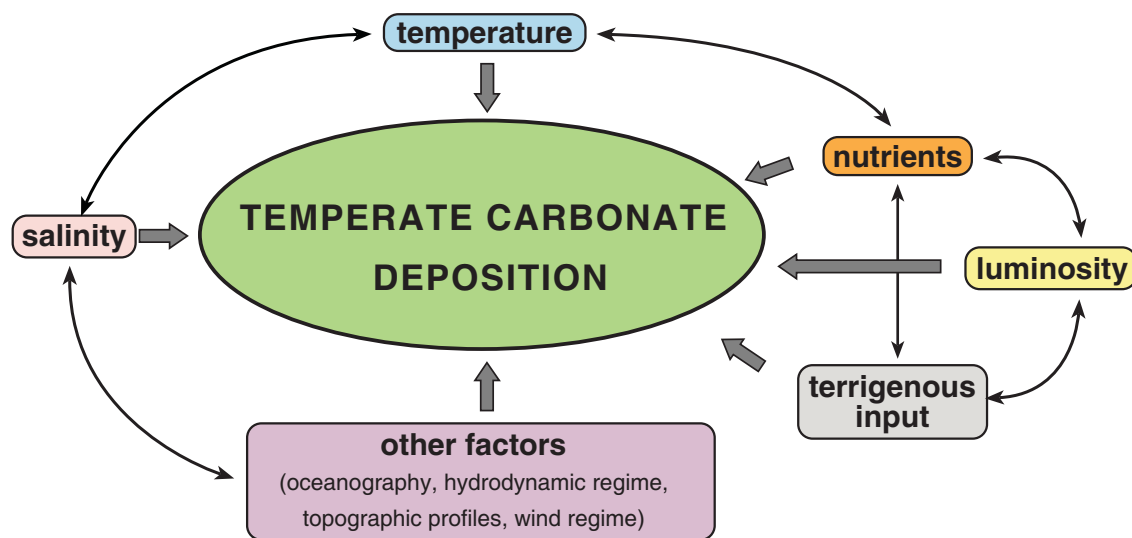 temperature
nutrients
TEMPERATE CARBONATE
DEPOSITION
salinity
luminosity
terrigenous
input
other factors
(oceanography, hydrodynamic regime,
topographic profiles, wind regime)